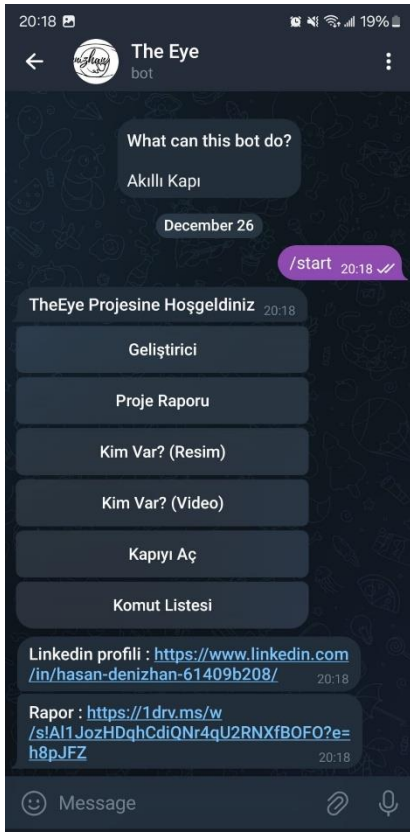 20:18
19%
The Eye
bot
What can this bot do?
Akıllı Kapı
December 26
/start 20:18
TheEye Projesine Hoşgeldiniz 20:18
Geliştirici
Proje Raporu
Kim Var? (Resim)
Kim Var? (Video)
Kapıyı Aç
Komut Listesi
Linkedin profili : https://www.linkedin.com
/in/hasan-denizhan-61409b208/ 20:18
Rapor : https://1drv.ms/w
/s!Al1JozHDqhCdiQNr4qU2RNXfBOFO?e=
h8pJFZ 20:18
Message